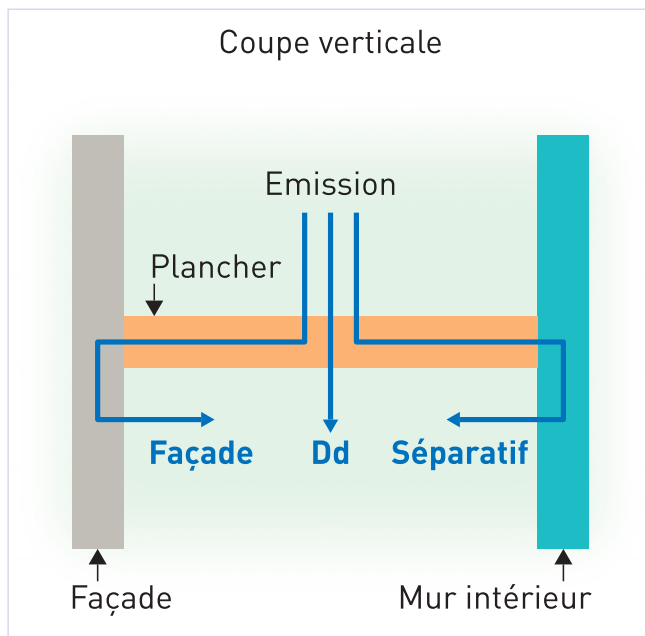 Coupe verticale
Emission
Plancher
Façade Dd Séparatif
Façade Mur intérieur